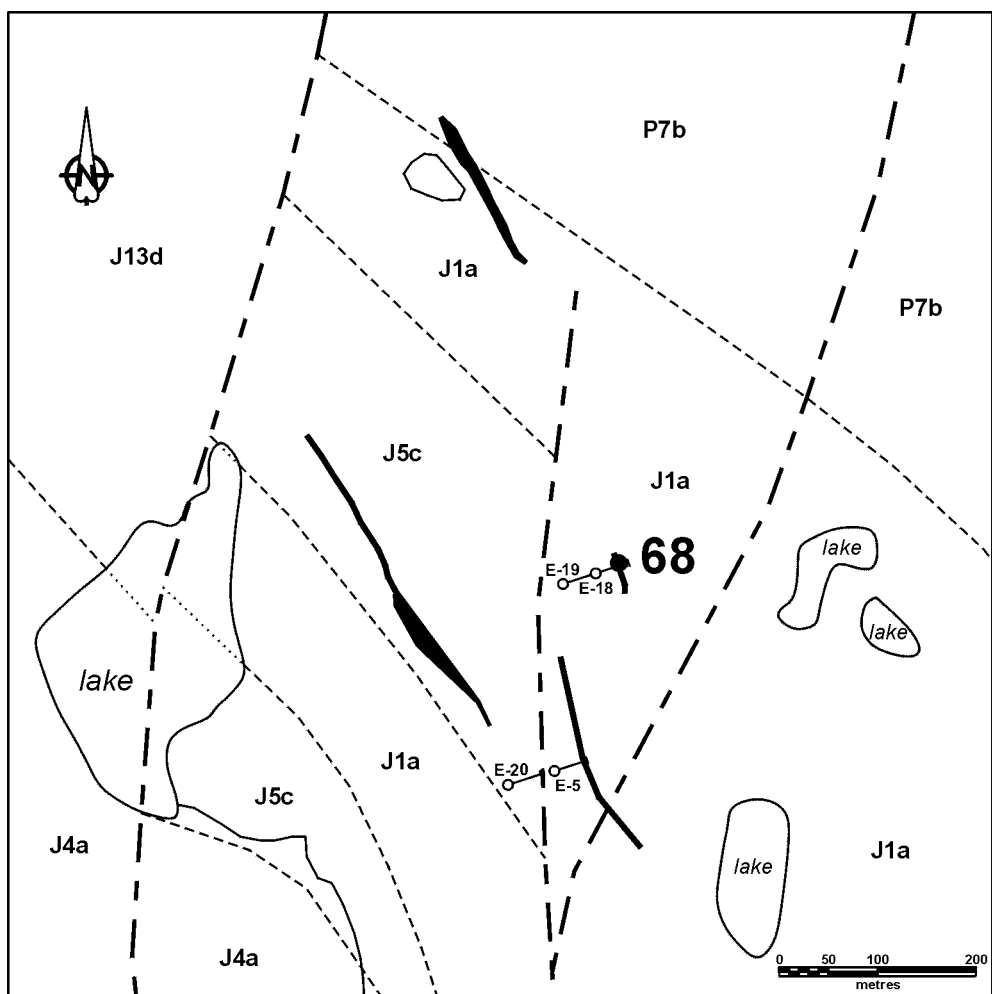 P7b
N
J13d
J1a
P7b
J5c
J1a
68
E-19
E-18
lake
lake
lake
J1a
E-20
E-5
J5c
J4a
lake
J1a
J4a
0 50 100 200
metres